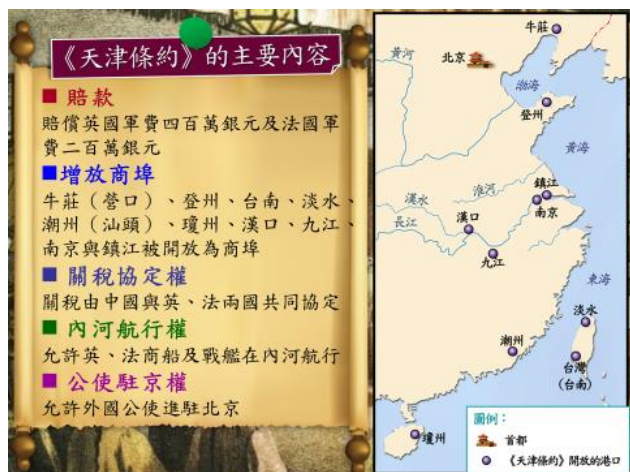 《天津條約》的主要內容
■ 賠款
賠償英國軍費四百萬銀元及法國軍
費二百萬銀元
■增放商埠
牛莊（營口）、登州、台南、淡水、
潮州（汕頭）、瓊州、漢口、九江、
南京與鎮江被開放為商埠
■ 關稅協定權
關稅由中國與英、法兩國共同協定
■ 內河航行權
允許英、法商船及戰艦在內河航行
■ 公使駐京權
允許外國公使進駐北京
牛莊
黃河
北京
渤海
登州
黃海
淮河
鎮江
漢水
南京
長江
漢口
九江
東海
淡水
潮州
台灣
（台南）
瓊州
圖例：
首都
《天津條約》開放的港口